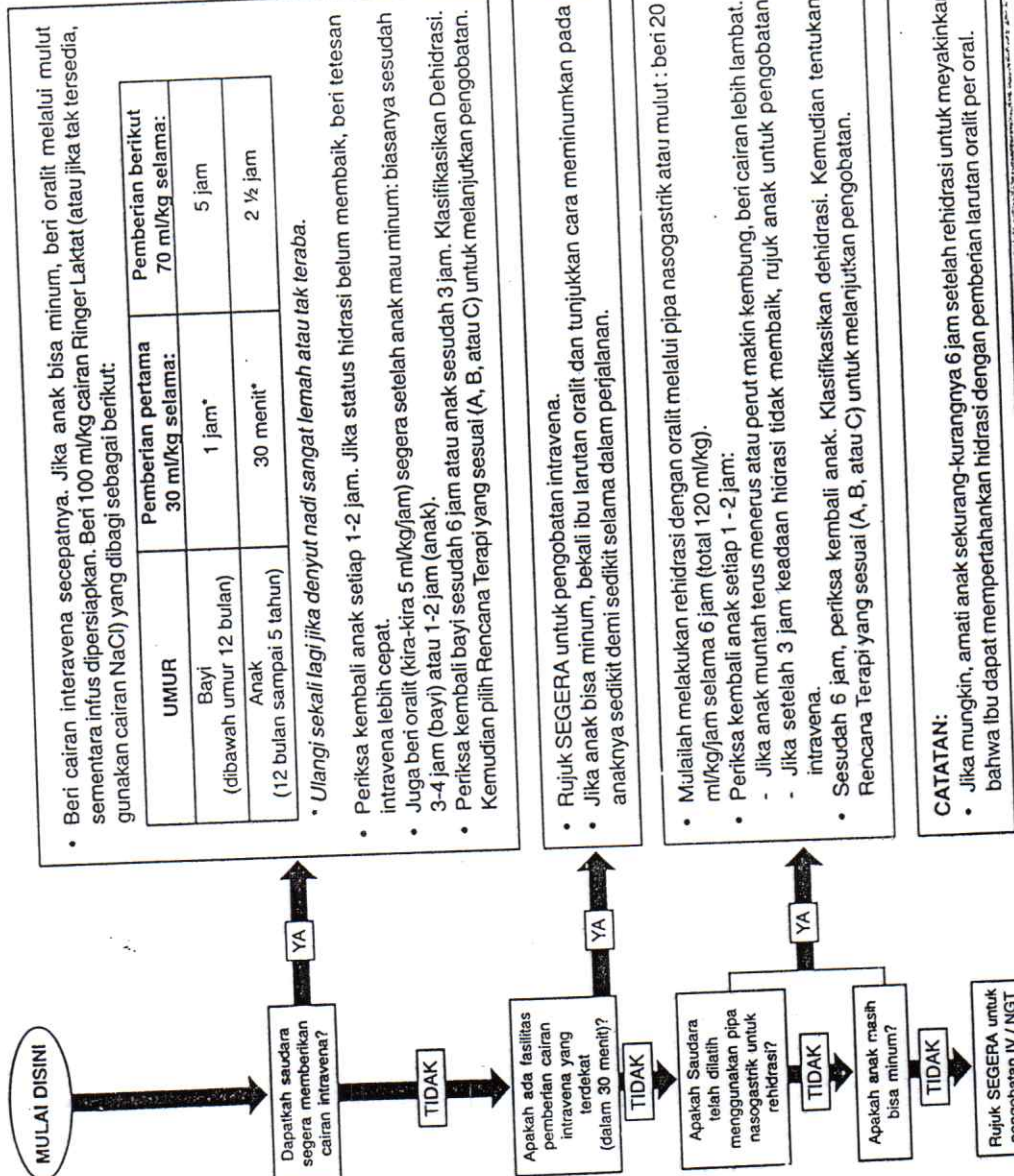 MULAI DISINI
Dapatkah saudara
segera memberikan
cairan intravena?
YA
• Beri cairan intravena secepatnya. Jika anak bisa minum, beri oralit melalui mulut
sementara infus dipersiapkan. Beri 100 ml/kg cairan Ringer Laktat (atau jika tak tersedia,
gunakan cairan NaCl) yang dibagi sebagai berikut:
UMUR
Pemberian pertama
30 ml/kg selama:
Pemberian berikut
70 ml/kg selama:
Bayi
(dibawah umur 12 bulan)
1 jam*
5 jam
Anak
(12 bulan sampai 5 tahun)
30 menit*
2 ½ jam
* Ulangi sekali lagi jika denyut nadi sangat lemah atau tak teraba.
• Periksa kembali anak setiap 1-2 jam. Jika status hidrasi belum membaik, beri tetesan
intravena lebih cepat.
• Juga beri oralit (kira-kira 5 ml/kg/jam) segera setelah anak mau minum: biasanya sesudah
3-4 jam (bayi) atau 1-2 jam (anak).
• Periksa kembali bayi sesudah 6 jam atau anak sesudah 3 jam. Klasifikasikan Dehidrasi.
Kemudian pilih Rencana Terapi yang sesuai (A, B, atau C) untuk melanjutkan pengobatan.
TIDAK
Apakah ada fasilitas
pemberian cairan
intravena yang
terdekat
(dalam 30 menit)?
YA
• Rujuk SEGERA untuk pengobatan intravena.
• Jika anak bisa minum, bekali ibu larutan oralit dan tunjukkan cara meminumkan pada
anaknya sedikit demi sedikit selama dalam perjalanan.
TIDAK
Apakah Saudara
telah dilatih
menggunakan pipa
nasogastrik untuk
rehidrasi?
YA
• Mulailah melakukan rehidrasi dengan oralit melalui pipa nasogastrik atau mulut : beri 20
ml/kg/jam selama 6 jam (total 120 ml/kg).
• Periksa kembali anak setiap 1 - 2 jam:
- Jika anak muntah terus menerus atau perut makin kembung, beri cairan lebih lambat.
- Jika setelah 3 jam keadaan hidrasi tidak membaik, rujuk anak untuk pengobatan
intravena.
• Sesudah 6 jam, periksa kembali anak. Klasifikasikan dehidrasi. Kemudian tentukan
Rencana Terapi yang sesuai (A, B, atau C) untuk melanjutkan pengobatan.
TIDAK
Apakah anak masih
bisa minum?
TIDAK
Rujuk SEGERA untuk
pengobatan IV / NGT
CATATAN:
• Jika mungkin, amati anak sekurang-kurangnya 6 jam setelah rehidrasi untuk meyakinkan
bahwa Ibu dapat mempertahankan hidrasi dengan pemberian larutan oralit per oral.